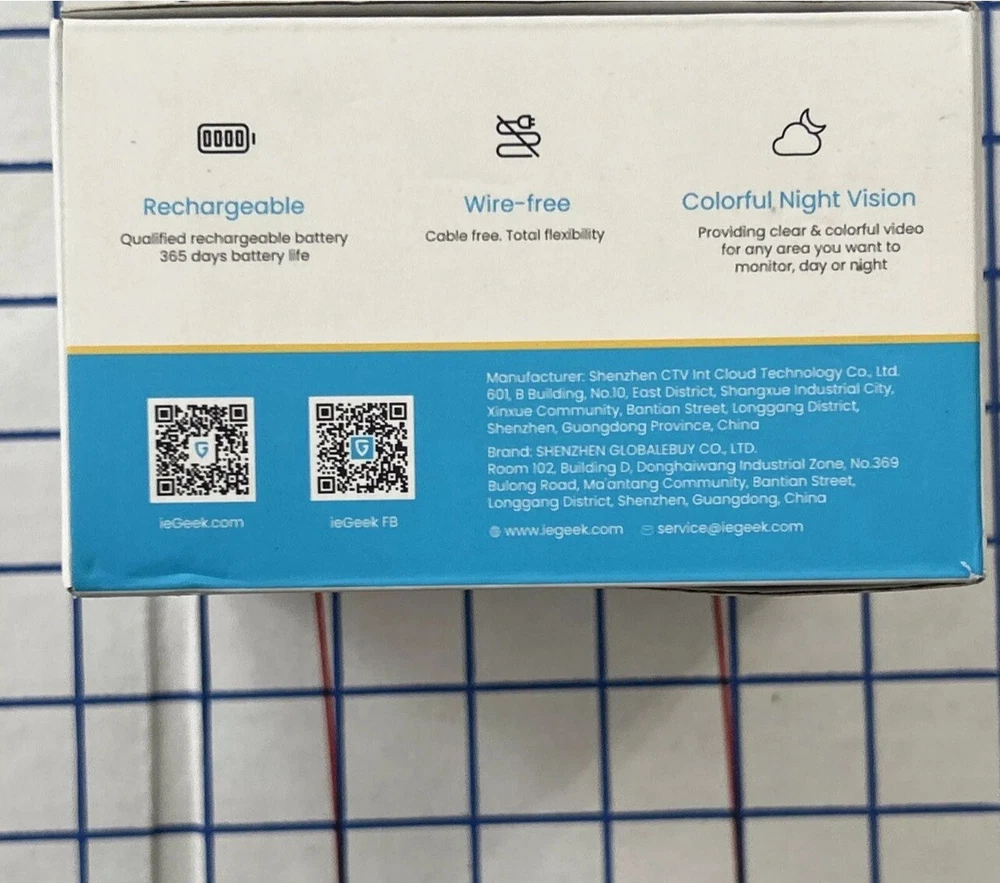 Rechargeable
Qualified rechargeable battery
365 days battery life
Wire-free
Cable free. Total flexibility
Colorful Night Vision
Providing clear & colorful video
for any area you want to
monitor, day or night
ieGeek.com
ieGeek FB
Manufacturer: Shenzhen CTV Int Cloud Technology Co., Ltd.
601, B Building, No.10, East District, Shangxue Industrial City,
Xinxue Community, Bantian Street, Longgang District,
Shenzhen, Guangdong Province, China
Brand: SHENZHEN GLOBALEBUY CO., LTD.
Room 102, Building D, Donghaiwang Industrial Zone, No.369
Bulong Road, Ma'antang Community, Bantian Street,
Longgang District, Shenzhen, Guangdong, China
www.iegeek.com service@iegeek.com